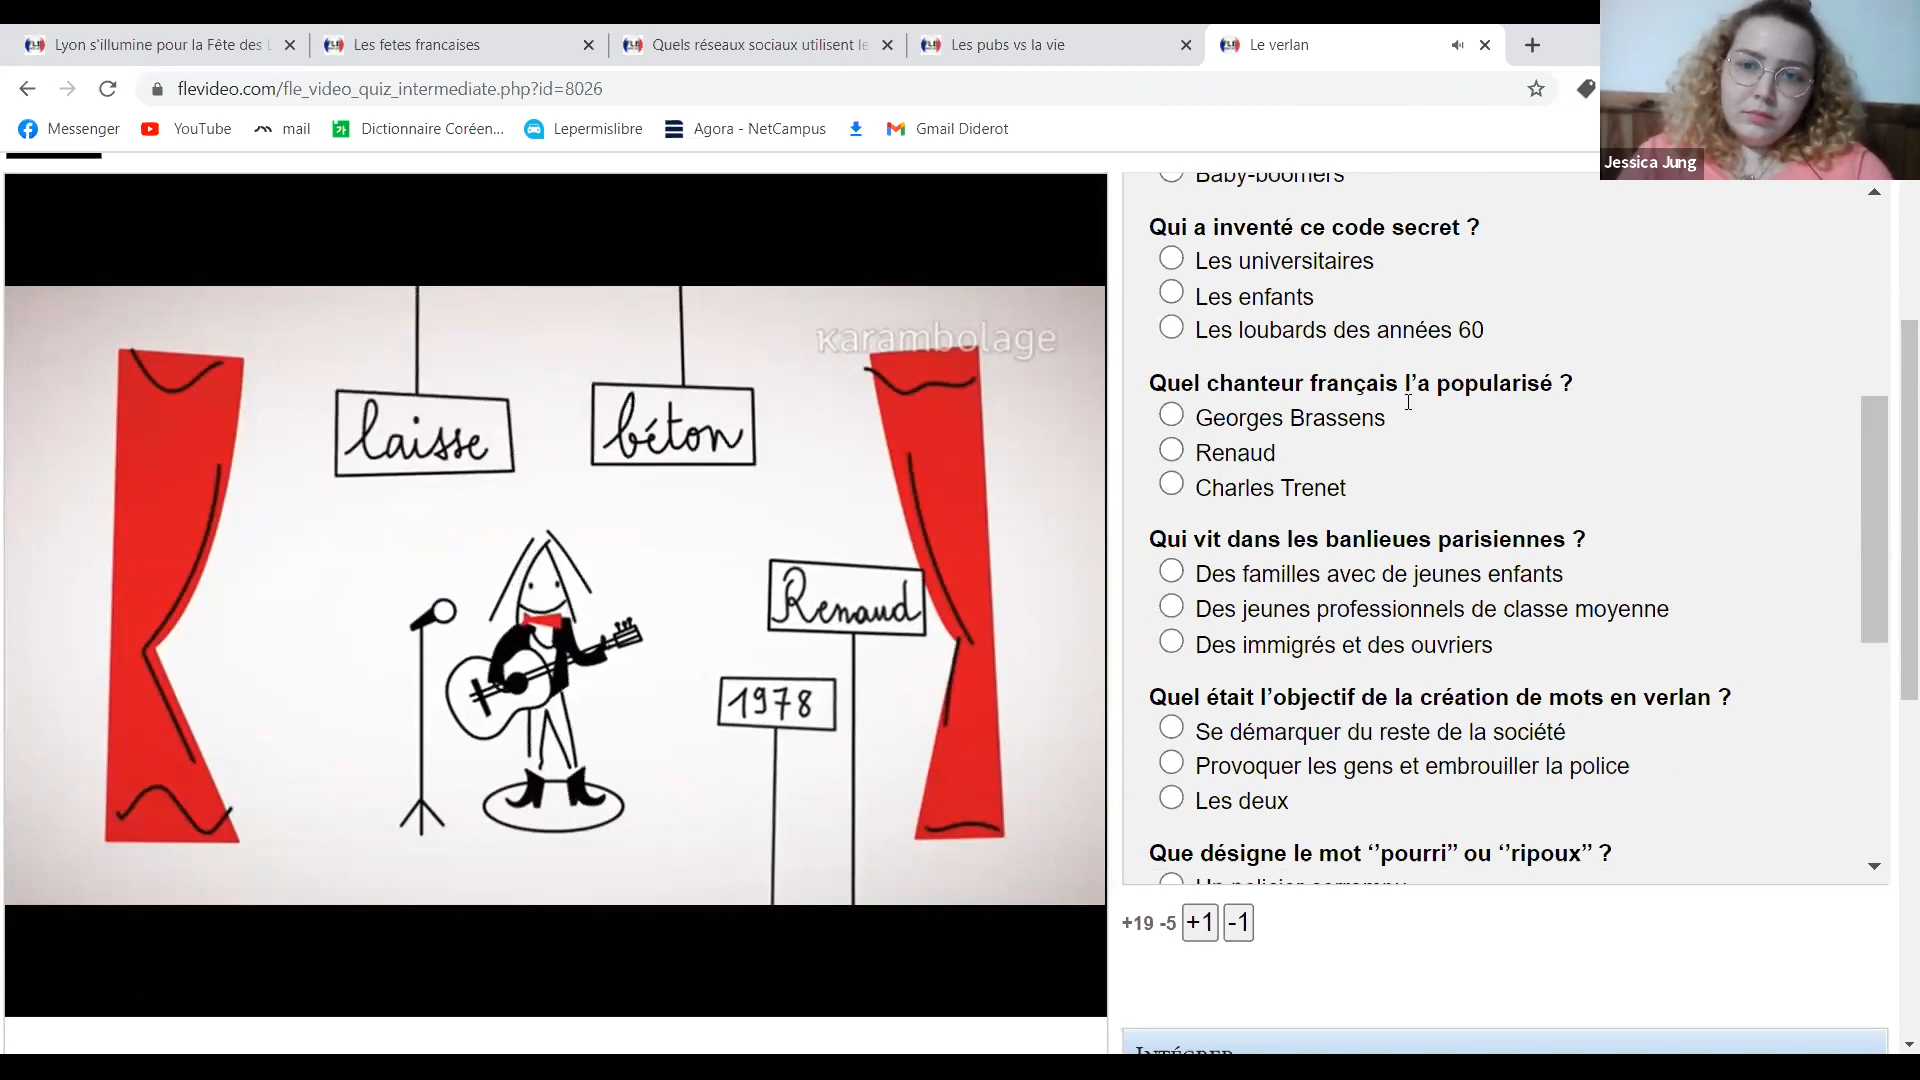 Lyon s'illumine pour la Fête des
Les fetes francaises
Quels réseaux sociaux utilisent le
Les pubs vs la vie
Le verlan
flevideo.com/fle_video_quiz_intermediate.php?id=8026
Messenger
YouTube
mail
Dictionnaire Coréen...
Lepermislibre
Agora - NetCampus
Gmail Diderot
Jessica Jung
karambolage
laisse
béton
Renaud
1978
Baby-boomers
Qui a inventé ce code secret ?
Les universitaires
Les enfants
Les loubards des années 60
Quel chanteur français l’a popularisé ?
Georges Brassens
Renaud
Charles Trenet
Qui vit dans les banlieues parisiennes ?
Des familles avec de jeunes enfants
Des jeunes professionnels de classe moyenne
Des immigrés et des ouvriers
Quel était l’objectif de la création de mots en verlan ?
Se démarquer du reste de la société
Provoquer les gens et embrouiller la police
Les deux
Que désigne le mot ‘’pourri’’ ou ‘’ripoux’’ ?
Un policier corrompu
+19 -5 +1 -1
Intégrer